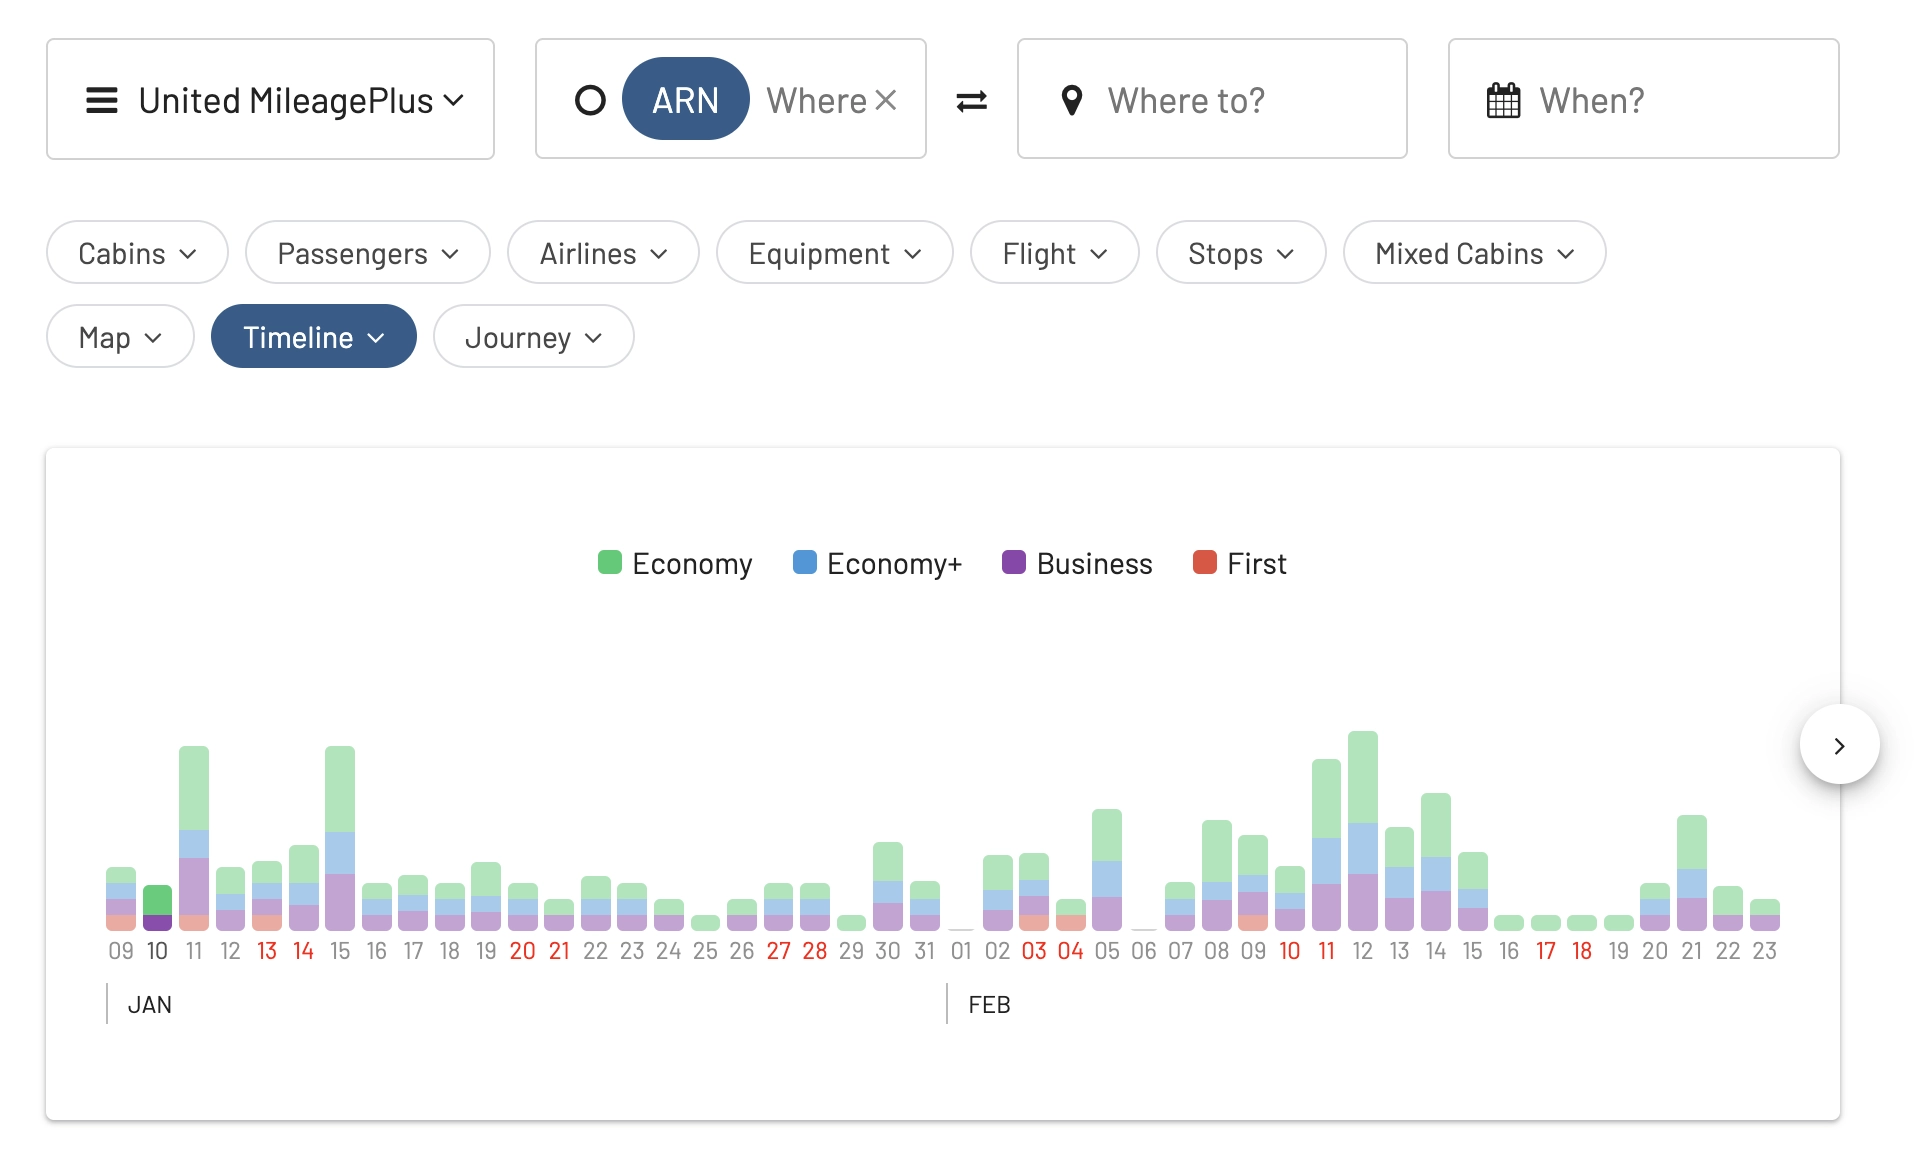 United MileagePlus ARN Where Where to? When?
Cabins Passengers Airlines Equipment Flight Stops Mixed Cabins
Map Timeline Journey
Economy Economy+ Business First
09 10 11 12 13 14 15 16 17 18 19 20 21 22 23 24 25 26 27 28 29 30 31 01 02 03 04 05 06 07 08 09 10 11 12 13 14 15 16 17 18 19 20 21 22 23
JAN FEB